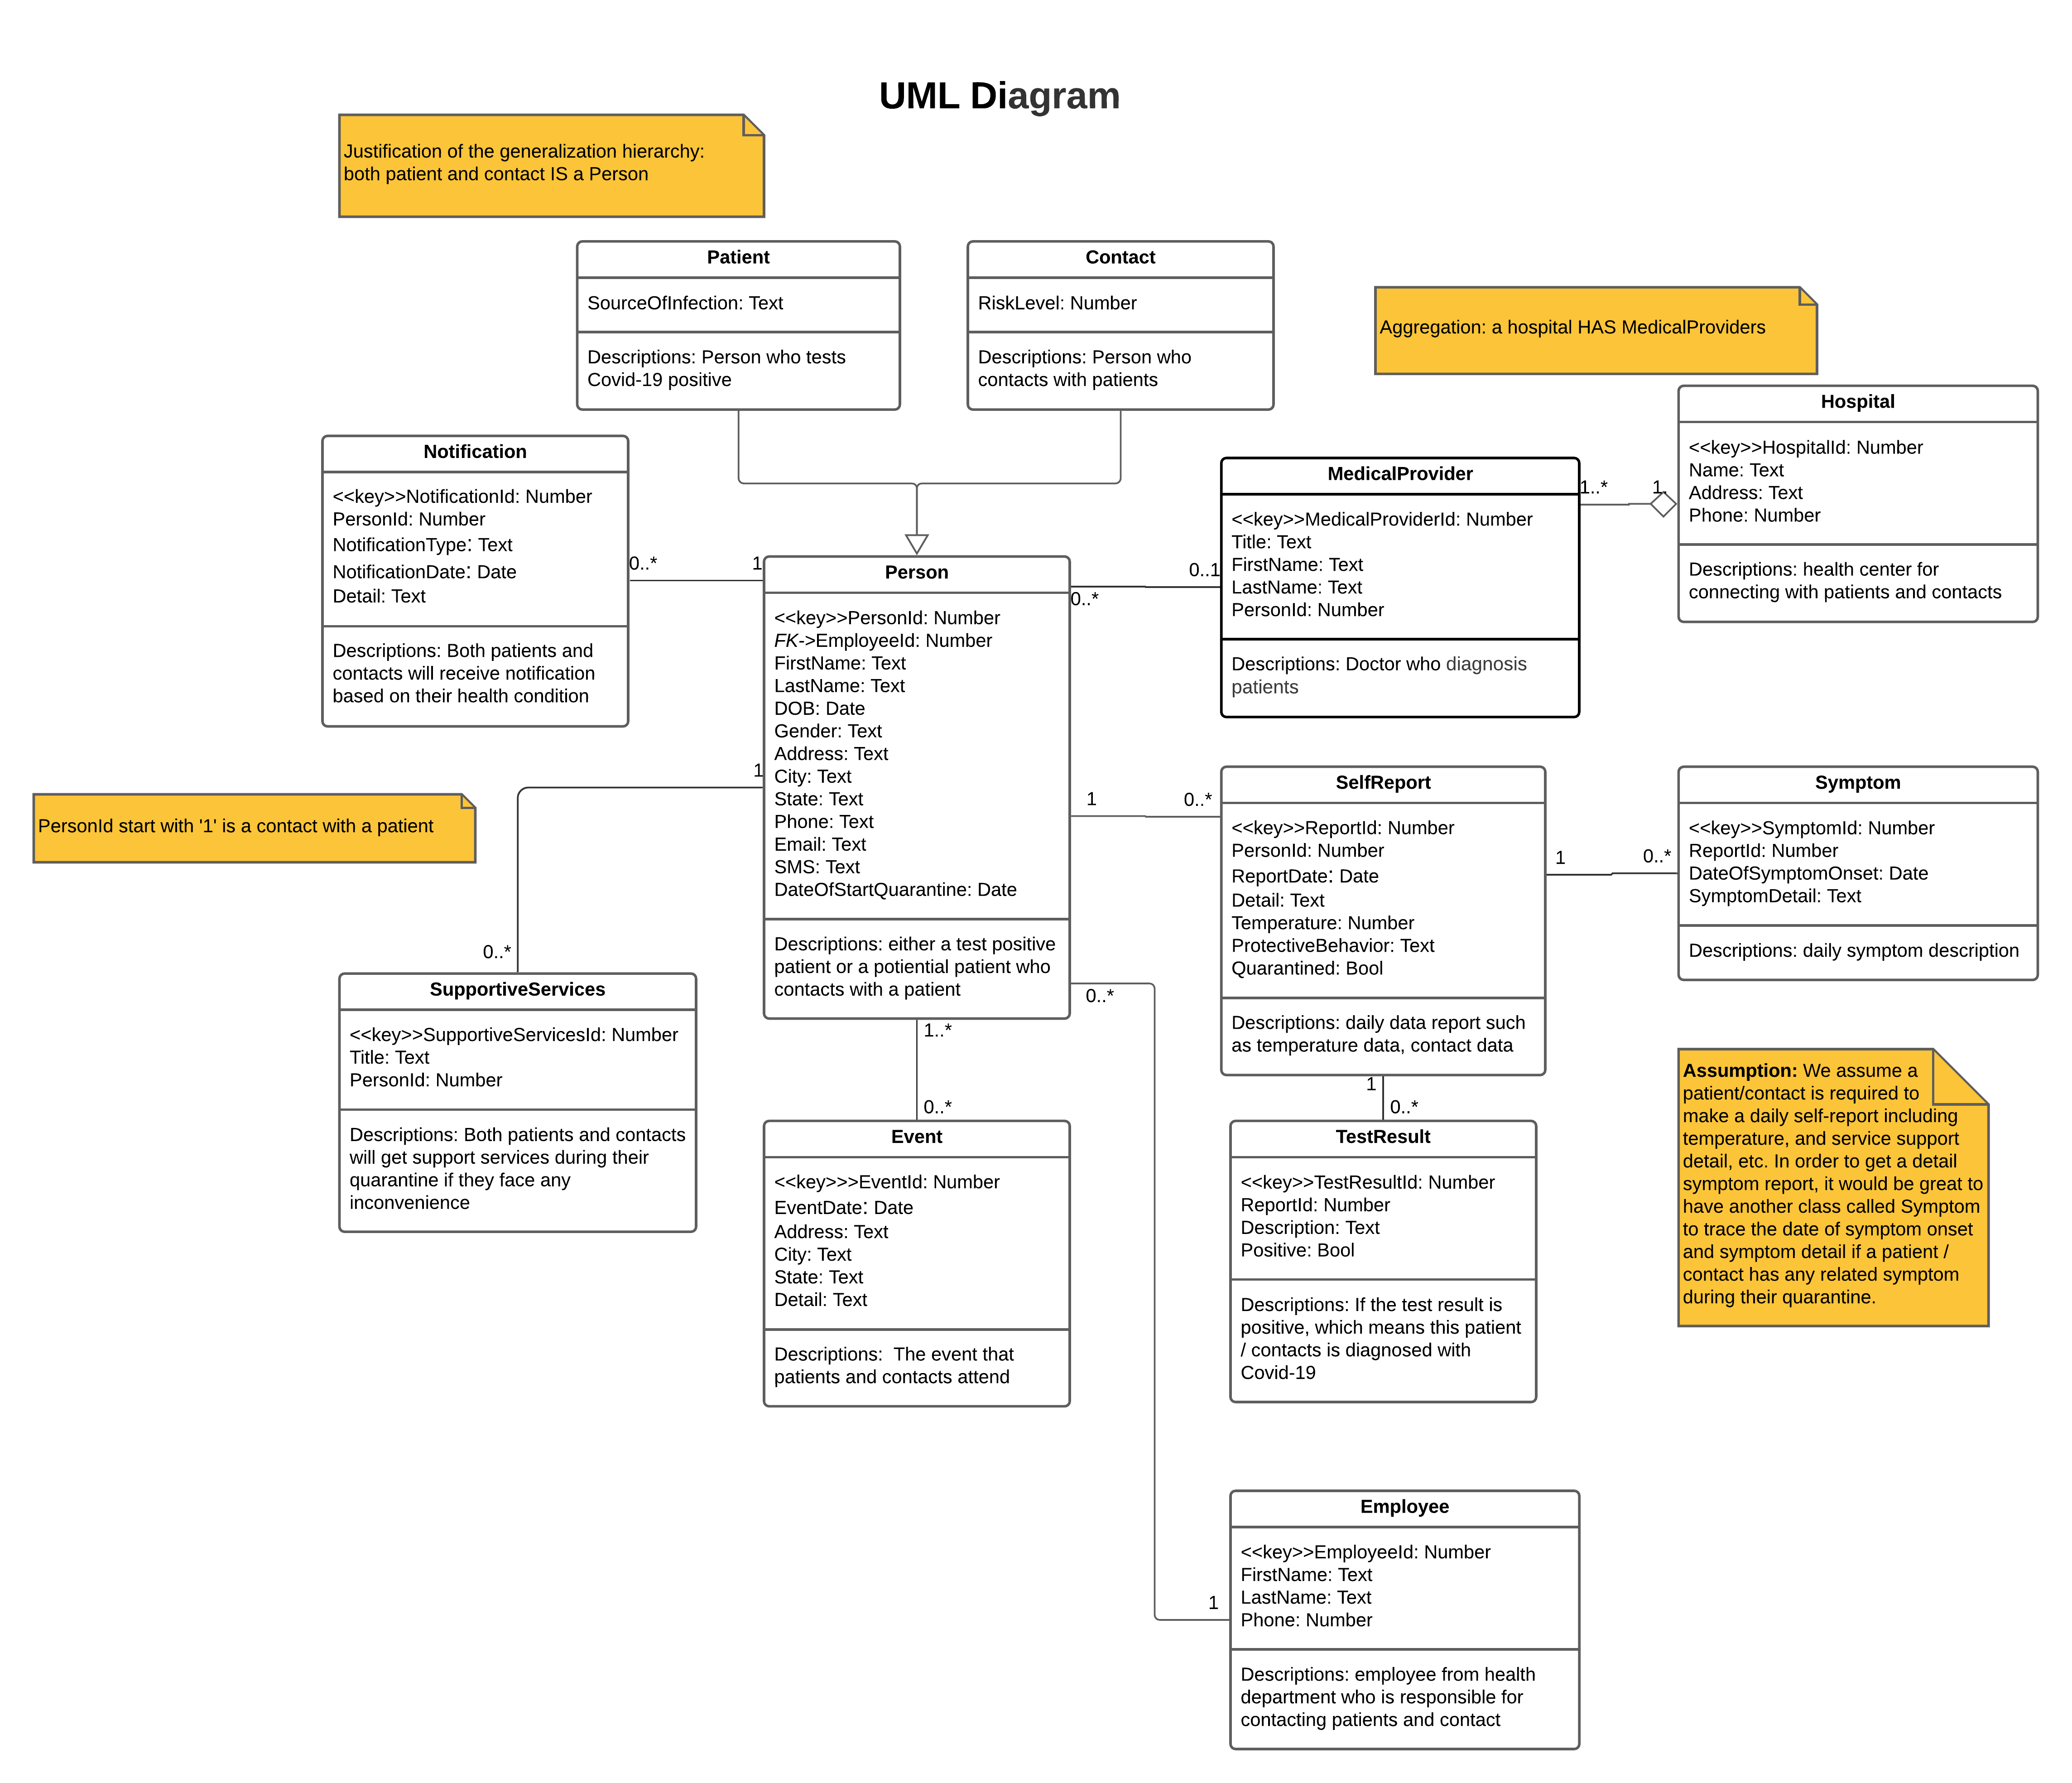 UML Diagram
Justification of the generalization hierarchy:
both patient and contact IS a Person
Patient
SourceOfInfection: Text
Descriptions: Person who tests
Covid-19 positive
Contact
RiskLevel: Number
Descriptions: Person who
contacts with patients
Aggregation: a hospital HAS MedicalProviders
Hospital
<<key>>HospitalId: Number
Name: Text
Address: Text
Phone: Number
Descriptions: health center for
connecting with patients and contacts
Notification
<<key>>NotificationId: Number
PersonId: Number
NotificationType: Text
NotificationDate: Date
Detail: Text
Descriptions: Both patients and
contacts will receive notification
based on their health condition
MedicalProvider
<<key>>MedicalProviderId: Number
Title: Text
FirstName: Text
LastName: Text
PersonId: Number
Descriptions: Doctor who diagnosis
patients
1..*
1
0..*
1
0..1
0..*
Person
<<key>>PersonId: Number
FK->EmployeeId: Number
FirstName: Text
LastName: Text
DOB: Date
Gender: Text
Address: Text
City: Text
State: Text
Phone: Text
Email: Text
SMS: Text
DateOfStartQuarantine: Date
Descriptions: either a test positive
patient or a potiential patient who
contacts with a patient
1
PersonId start with '1' is a contact with a patient
0..*
1
0..*
SelfReport
<<key>>ReportId: Number
PersonId: Number
ReportDate: Date
Detail: Text
Temperature: Number
ProtectiveBehavior: Text
Quarantined: Bool
Descriptions: daily data report such
as temperature data, contact data
1
0..*
Symptom
<<key>>SymptomId: Number
ReportId: Number
DateOfSymptomOnset: Date
SymptomDetail: Text
Descriptions: daily symptom description
SupportiveServices
<<key>>SupportiveServicesId: Number
Title: Text
PersonId: Number
Descriptions: Both patients and contacts
will get support services during their
quarantine if they face any
inconvenience
0..*
1..*
0..*
Event
<<key>>>EventId: Number
EventDate: Date
Address: Text
City: Text
State: Text
Detail: Text
Descriptions:  The event that
patients and contacts attend
1
0..*
TestResult
<<key>>TestResultId: Number
ReportId: Number
Description: Text
Positive: Bool
Descriptions: If the test result is
positive, which means this patient
/ contacts is diagnosed with
Covid-19
Assumption: We assume a
patient/contact is required to
make a daily self-report including
temperature, and service support
detail, etc. In order to get a detail
symptom report, it would be great to
have another class called Symptom
to trace the date of symptom onset
and symptom detail if a patient /
contact has any related symptom
during their quarantine.
1
Employee
<<key>>EmployeeId: Number
FirstName: Text
LastName: Text
Phone: Number
Descriptions: employee from health
department who is responsible for
contacting patients and contact